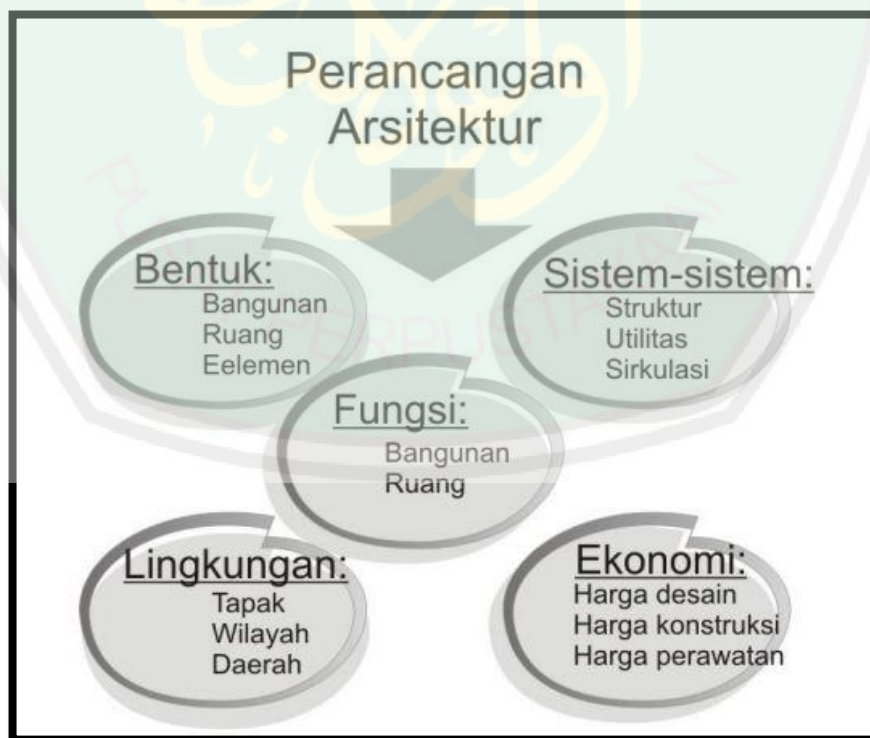 Perancangan
Arsitektur
Bentuk:
Bangunan
Ruang
Eelemen
Sistem-sistem:
Struktur
Utilitas
Sirkulasi
Fungsi:
Bangunan
Ruang
Lingkungan:
Tapak
Wilayah
Daerah
Ekonomi:
Harga desain
Harga konstruksi
Harga perawatan
PERPUSTAKAAN